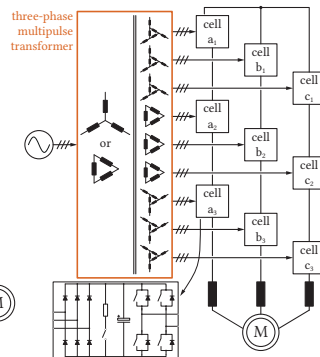 three-phase
multipulse
transformer
or
cell
a1
cell
b1
cell
c1
cell
a2
cell
b2
cell
c2
cell
a3
cell
b3
cell
c3
M